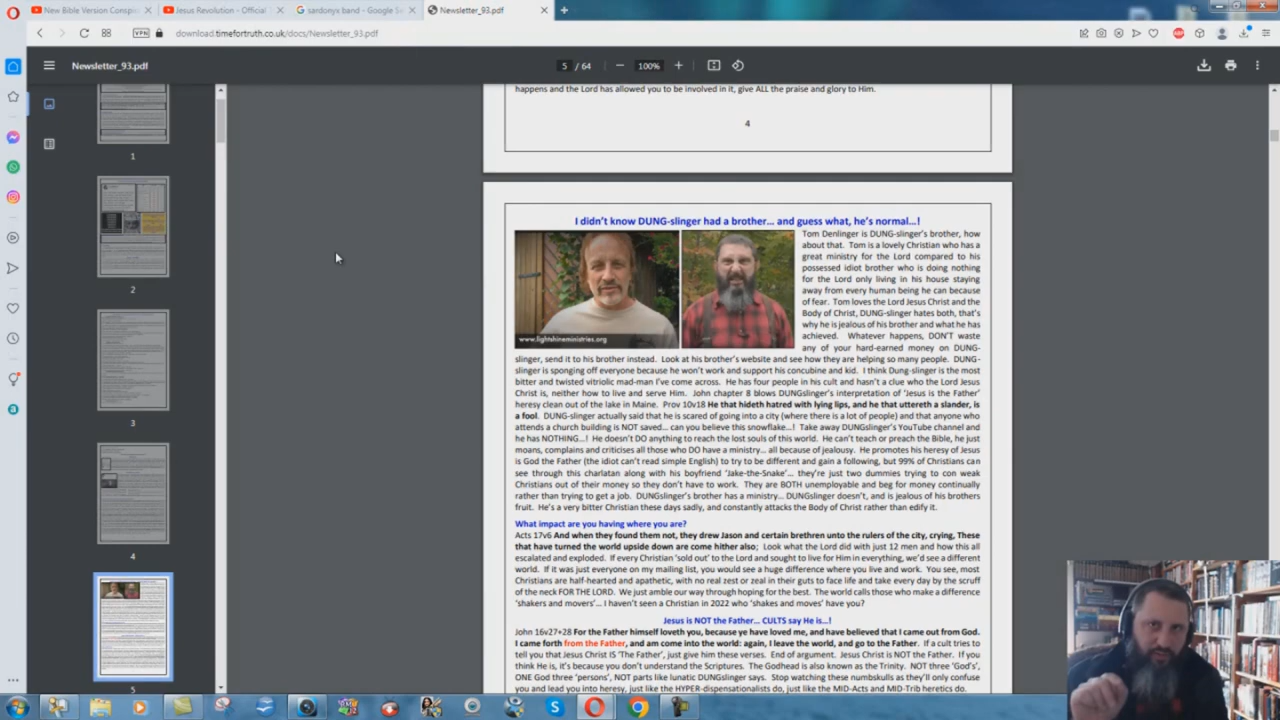 New Bible Version Conspi
Jesus Revolution - Official T
sardonyx band - Google Se
Newsletter_93.pdf
VPN
download.timefortruth.co.uk/docs/Newsletter_93.pdf
Newsletter_93.pdf
5 / 64
100%
1
2
3
4
5
happens and the Lord has allowed you to be involved in it, give ALL the praise and glory to Him.
4
I didn't know DUNG-slinger had a brother... and guess what, he's normal...!
www.lightshineministries.org
Tom Denlinger is DUNG-slinger's brother, how
about that. Tom is a lovely Christian who has a
great ministry for the Lord compared to his
possessed idiot brother who is doing nothing
for the Lord only living in his house staying
away from every human being he can because
of fear. Tom loves the Lord Jesus Christ and the
Body of Christ, DUNG-slinger hates both, that's
why he is jealous of his brother and what he has
achieved. Whatever happens, DON'T waste
any of your hard-earned money on DUNG-
slinger, send it to his brother instead. Look at his brother's website and see how they are helping so many people. DUNG-
slinger is sponging off everyone because he won't work and support his concubine and kid. I think Dung-slinger is the most
bitter and twisted vitriolic mad-man I've come across. He has four people in his cult and hasn't a clue who the Lord Jesus
Christ is, neither how to live and serve Him. John chapter 8 blows DUNGslinger's interpretation of 'Jesus is the Father'
heresy clean out of the lake in Maine. Prov 10v18 He that hideth hatred with lying lips, and he that uttereth a slander, is
a fool. DUNG-slinger actually said that he is scared of going into a city (where there is a lot of people) and that anyone who
attends a church building is NOT saved... can you believe this snowflake...! Take away DUNGslinger's YouTube channel and
he has NOTHING...! He doesn't DO anything to reach the lost souls of this world. He can't teach or preach the Bible, he just
moans, complains and criticises all those who DO have a ministry... all because of jealousy. He promotes his heresy of Jesus
is God the Father (the idiot can't read simple English) to try to be different and gain a following, but 99% of Christians can
see through this charlatan along with his boyfriend 'Jake-the-Snake'... they're just two dummies trying to con weak
Christians out of their money so they don't have to work. They are BOTH unemployable and beg for money continually
rather than trying to get a job. DUNGslinger's brother has a ministry... DUNGslinger doesn't, and is jealous of his brothers
fruit. He's a very bitter Christian these days sadly, and constantly attacks the Body of Christ rather than edify it.
What impact are you having where you are?
Acts 17v6 And when they found them not, they drew Jason and certain brethren unto the rulers of the city, crying, These
that have turned the world upside down are come hither also; Look what the Lord did with just 12 men and how this all
escalated and exploded. If every Christian 'sold out' to the Lord and sought to live for Him in everything, we'd see a different
world. If it was just everyone on my mailing list, you would see a huge difference where you live and work. You see, most
Christians are half-hearted and apathetic, with no real zest or zeal in their guts to face life and take every day by the scruff
of the neck FOR THE LORD. We just amble our way through hoping for the best. The world calls those who make a difference
'shakers and movers'... I haven't seen a Christian in 2022 who 'shakes and moves' have you?
Jesus is NOT the Father... CULTS say He is...!
John 16v27+28 For the Father himself loveth you, because ye have loved me, and have believed that I came out from God.
I came forth from the Father, and am come into the world: again, I leave the world, and go to the Father. If a cult tries to
tell you that Jesus Christ IS 'The Father', just give him these verses. End of argument. Jesus Christ is NOT the Father. If you
think He is, it's because you don't understand the Scriptures. The Godhead is also known as the Trinity. NOT three 'God's',
ONE God three 'persons', NOT parts like lunatic DUNGslinger says. Stop watching these numbskulls as they'll only confuse
you and lead you into heresy, just like the HYPER-dispensationalists do, just like the MID-Acts and MID-Trib heretics do.